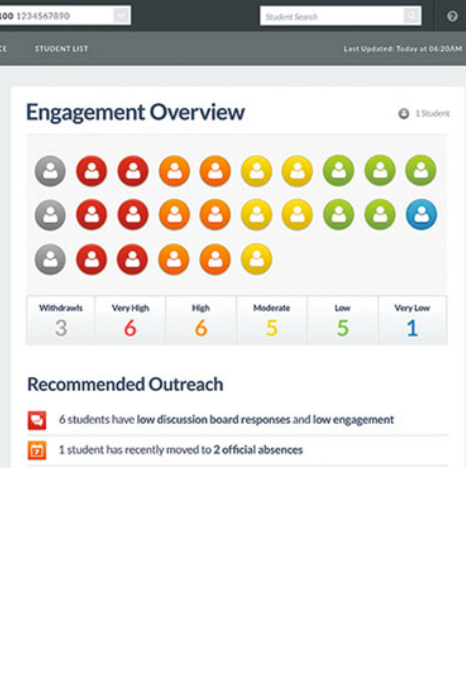 100 1234567890
Student Search
CE STUDENT LIST Last Updated: Today at 06:20AM
Engagement Overview
1 Student
Withdrawls Very High High Moderate Low Very Low
3 6 6 5 5 1
Recommended Outreach
6 students have low discussion board responses and low engagement
1 student has recently moved to 2 official absences